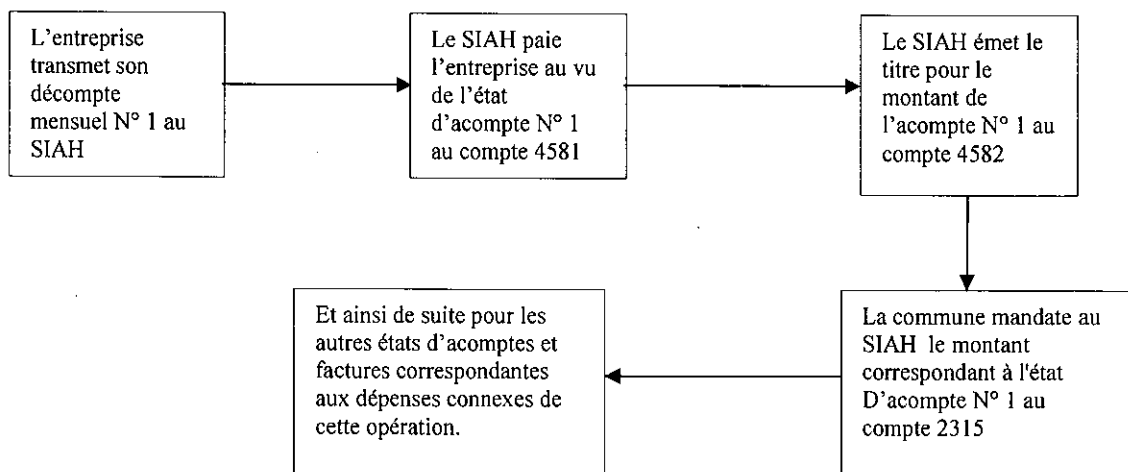 L'entreprise
transmet son
décompte
mensuel N° 1 au
SIAH
Le SIAH paie
l'entreprise au vu
de l'état
d'acompte N° 1
au compte 4581
Le SIAH émet le
titre pour le
montant de
l'acompte N° 1 au
compte 4582
La commune mandate au
SIAH le montant
correspondant à l'état
D'acompte N° 1 au
compte 2315
Et ainsi de suite pour les
autres états d'acomptes et
factures correspondantes
aux dépenses connexes de
cette opération.